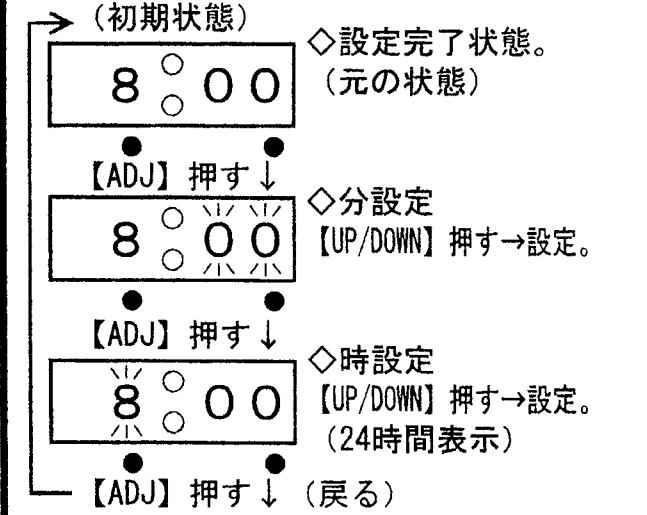 (初期状態)
8:00
◇設定完了状態。
(元の状態)
【ADJ】押す↓
8:00
◇分設定
【UP/DOWN】押す→設定。
【ADJ】押す↓
8:00
◇時設定
【UP/DOWN】押す→設定。
(24時間表示)
【ADJ】押す↓(戻る)